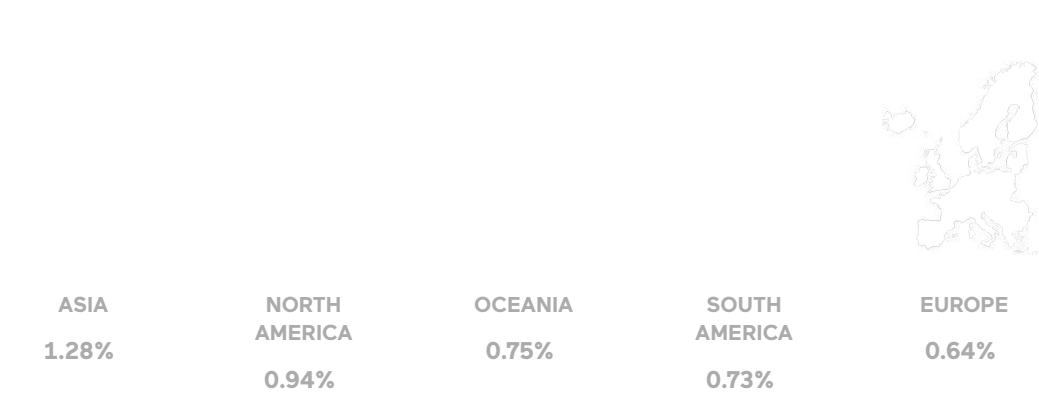 ASIA
1.28%
NORTH
AMERICA
0.94%
OCEANIA
0.75%
SOUTH
AMERICA
0.73%
EUROPE
0.64%